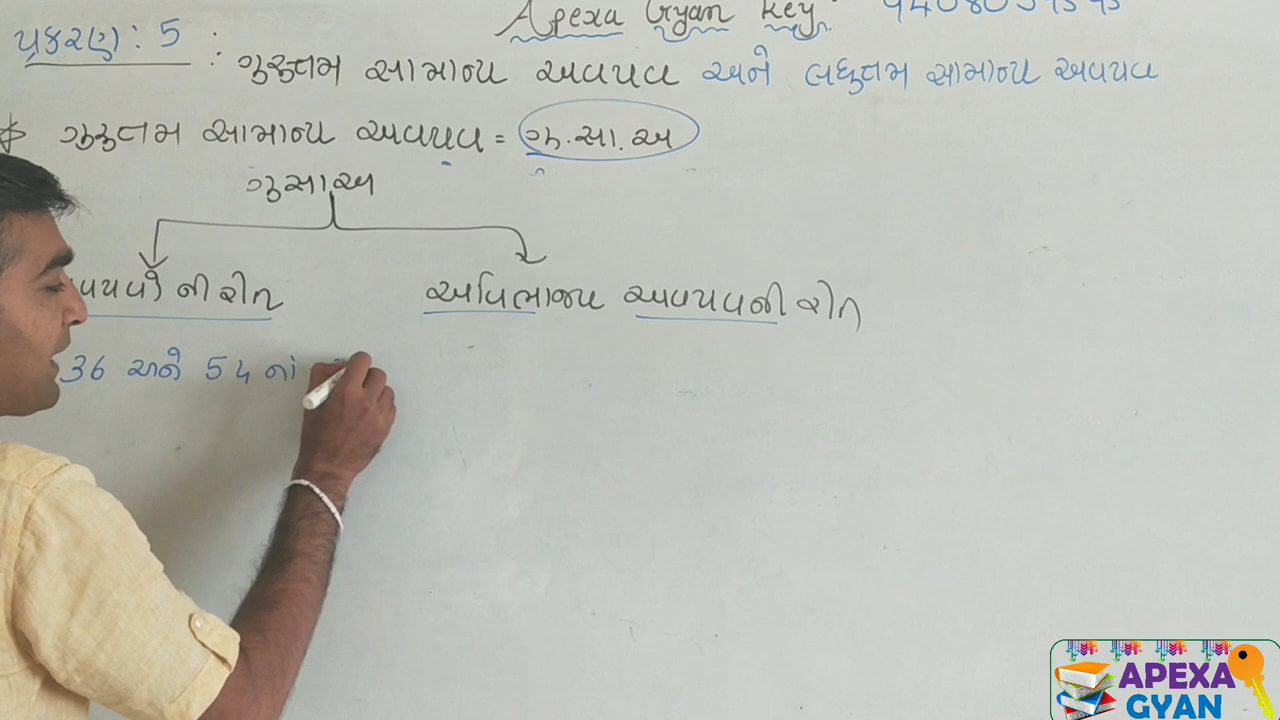 Apexa Gyan Key
પ્રકરણ : 5 : ગુરુતમ સામાન્ય અવયવ અને લઘુત્તમ સામાન્ય અવયવ
ગુરુતમ સામાન્ય અવયવ = ગુ.સા.અ
ગુસાઅ
વયવોની રીત
અવિભાજ્ય અવયવની રીત
36 અને 54 નાં
APEXA
GYAN